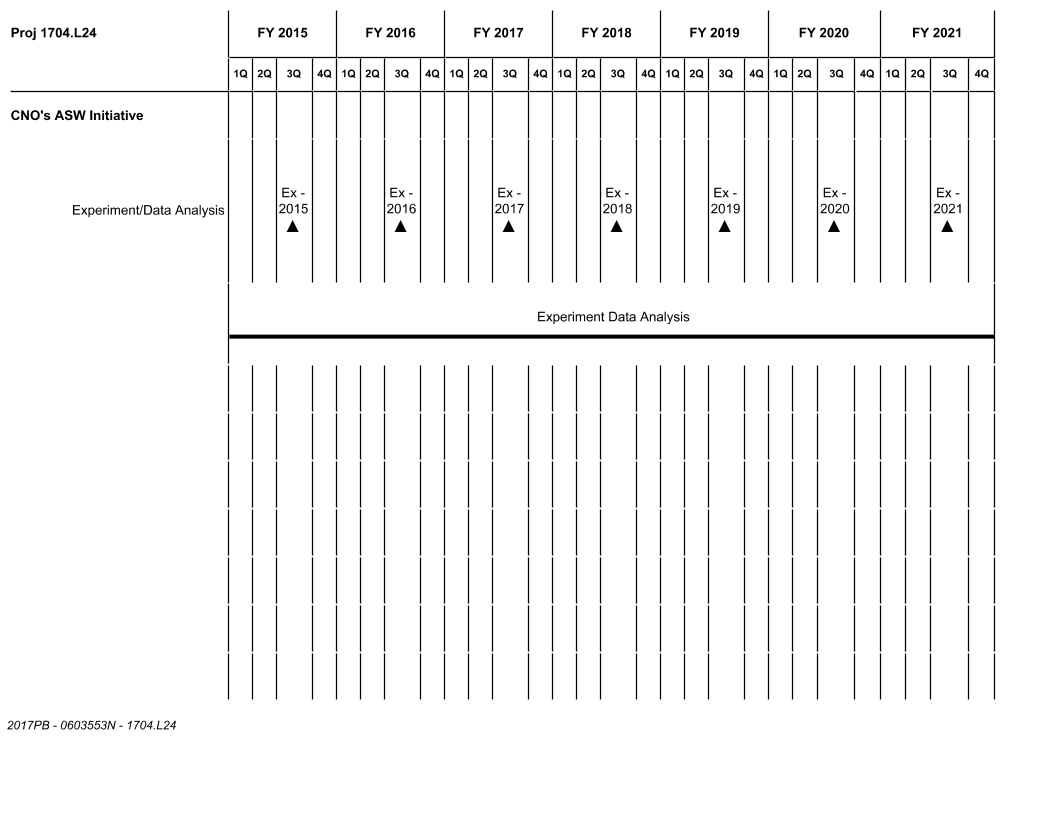 Proj 1704.L24 FY 2015 FY 2016 FY 2017 FY 2018 FY 2019 FY 2020 FY 2021
1Q 2Q 3Q 4Q 1Q 2Q 3Q 4Q 1Q 2Q 3Q 4Q 1Q 2Q 3Q 4Q 1Q 2Q 3Q 4Q 1Q 2Q 3Q 4Q 1Q 2Q 3Q 4Q
CNO's ASW Initiative
Experiment/Data Analysis
Ex -
2015
Ex -
2016
Ex -
2017
Ex -
2018
Ex -
2019
Ex -
2020
Ex -
2021
Experiment Data Analysis
2017PB - 0603553N - 1704.L24